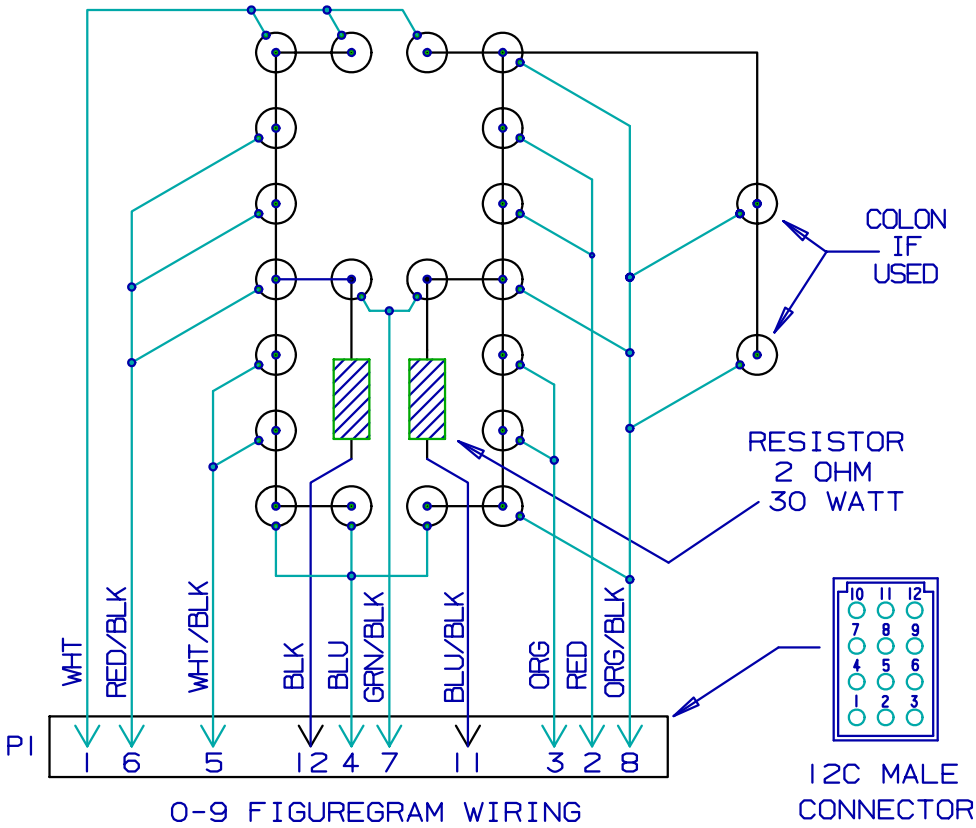 COLON
IF
USED
RESISTOR
2 OHM
30 WATT
WHT
RED/BLK
WHT/BLK
BLK
BLU
GRN/BLK
BLU/BLK
ORG
RED
ORG/BLK
10 11 12
7 8 9
4 5 6
1 2 3
P1
1 6 5 12 4 7 11 3 2 8
12C MALE
CONNECTOR
0-9 FIGUREGRAM WIRING